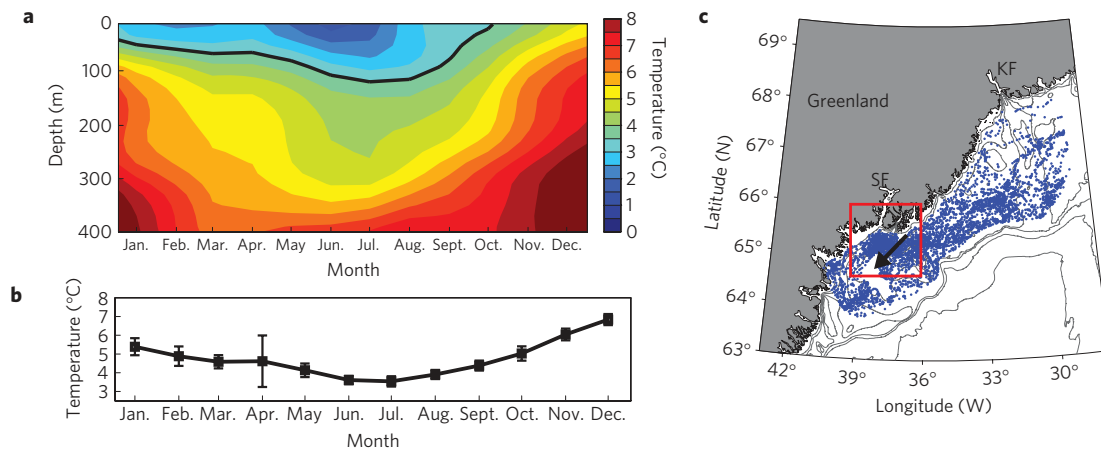 a
0
100
200
300
400
Depth (m)
Jan. Feb. Mar. Apr. May Jun. Jul. Aug. Sept. Oct. Nov. Dec.
Month
8
7
6
5
4
3
2
1
0
Temperature (°C)
b
8
7
6
5
4
3
Temperature (°C)
Jan. Feb. Mar. Apr. May Jun. Jul. Aug. Sept. Oct. Nov. Dec.
Month
c
69°
68°
67°
66°
65°
64°
63°
Latitude (N)
Greenland
KF
SF
42° 39° 36° 33° 30°
Longitude (W)